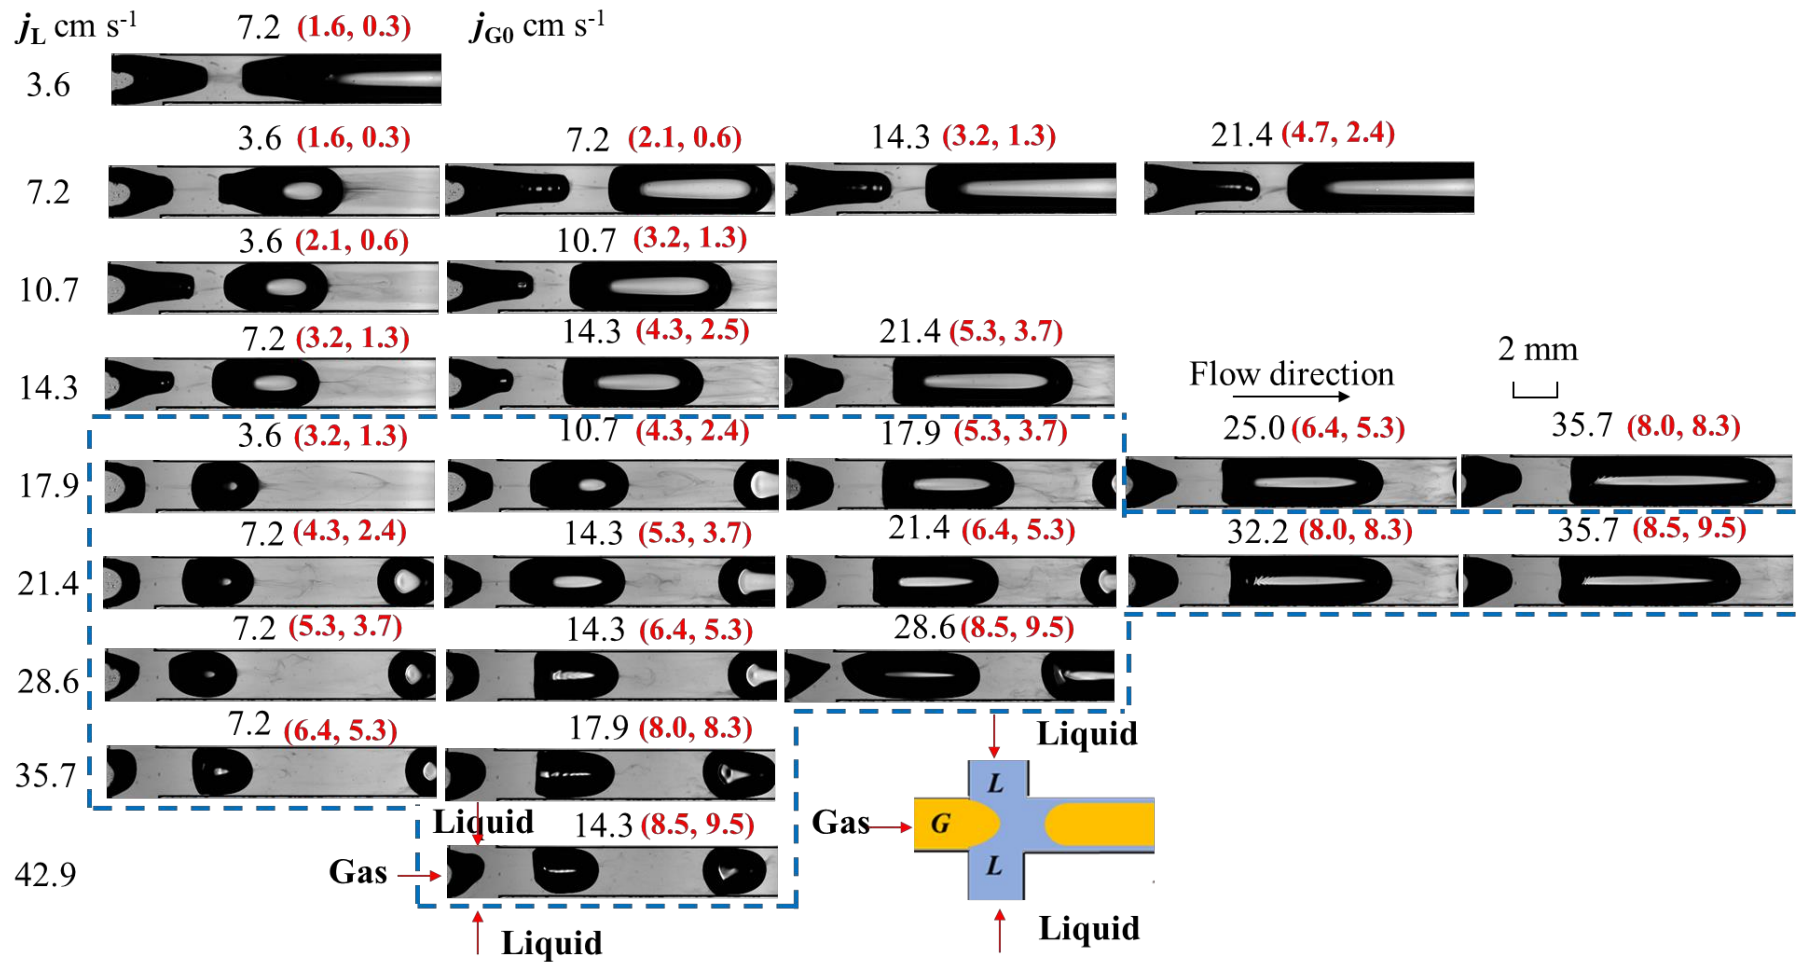 jL cm s-1 7.2 (1.6, 0.3) jG0 cm s-1
3.6
3.6 (1.6, 0.3) 7.2 (2.1, 0.6) 14.3 (3.2, 1.3) 21.4 (4.7, 2.4)
7.2
3.6 (2.1, 0.6) 10.7 (3.2, 1.3)
10.7
7.2 (3.2, 1.3) 14.3 (4.3, 2.5) 21.4 (5.3, 3.7)
2 mm
14.3
Flow direction
3.6 (3.2, 1.3) 10.7 (4.3, 2.4) 17.9 (5.3, 3.7) 25.0 (6.4, 5.3) 35.7 (8.0, 8.3)
17.9
7.2 (4.3, 2.4) 14.3 (5.3, 3.7) 21.4 (6.4, 5.3) 32.2 (8.0, 8.3) 35.7 (8.5, 9.5)
21.4
7.2 (5.3, 3.7) 14.3 (6.4, 5.3) 28.6 (8.5, 9.5)
28.6
7.2 (6.4, 5.3) 17.9 (8.0, 8.3)
Liquid
35.7
L
Liquid 14.3 (8.5, 9.5)
Gas G
Gas
42.9
L
Liquid
Liquid